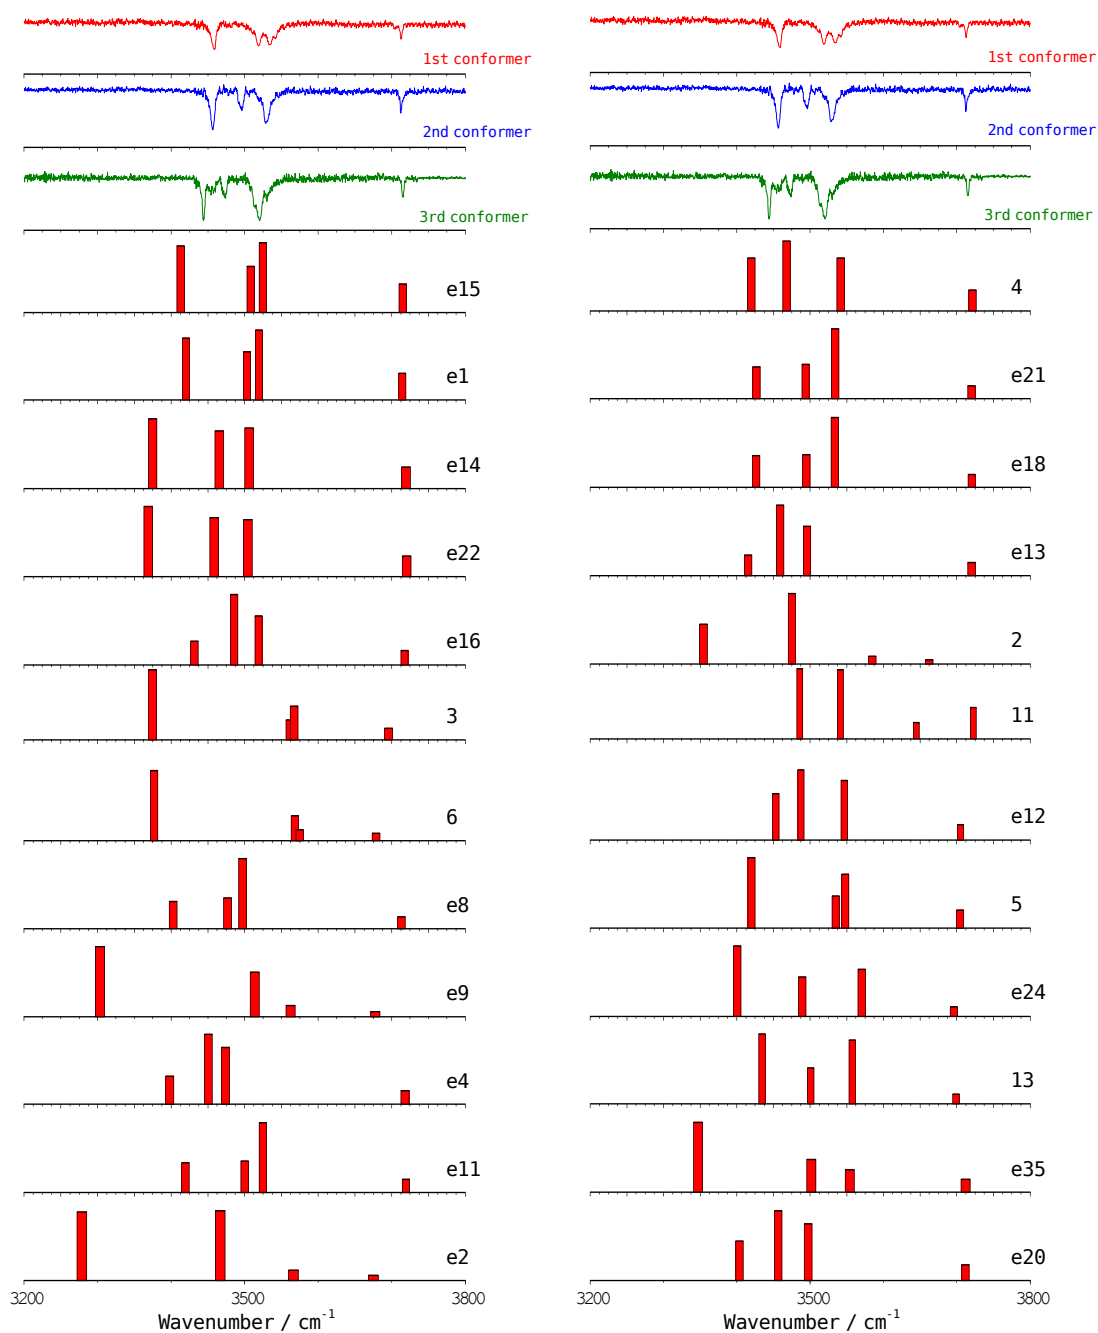 1st conformer
2nd conformer
3rd conformer
e15
e1
e14
e22
e16
3
6
e8
e9
e4
e11
e2
3200 3500 3800
Wavenumber / cm⁻¹
1st conformer
2nd conformer
3rd conformer
4
e21
e18
e13
2
11
e12
5
e24
13
e35
e20
3200 3500 3800
Wavenumber / cm⁻¹